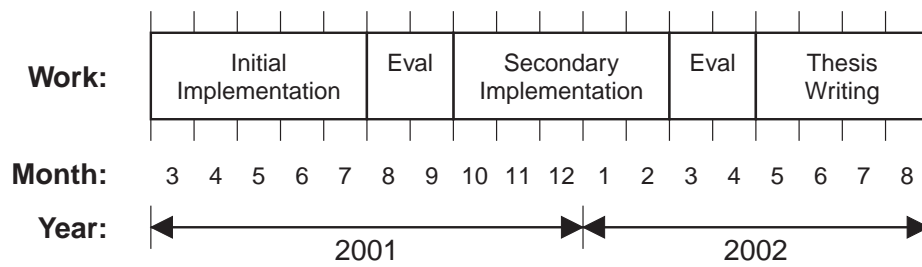 Work:
Initial
Implementation
Eval
Secondary
Implementation
Eval
Thesis
Writing
Month: 3 4 5 6 7 8 9 10 11 12 1 2 3 4 5 6 7 8
Year:
2001 2002